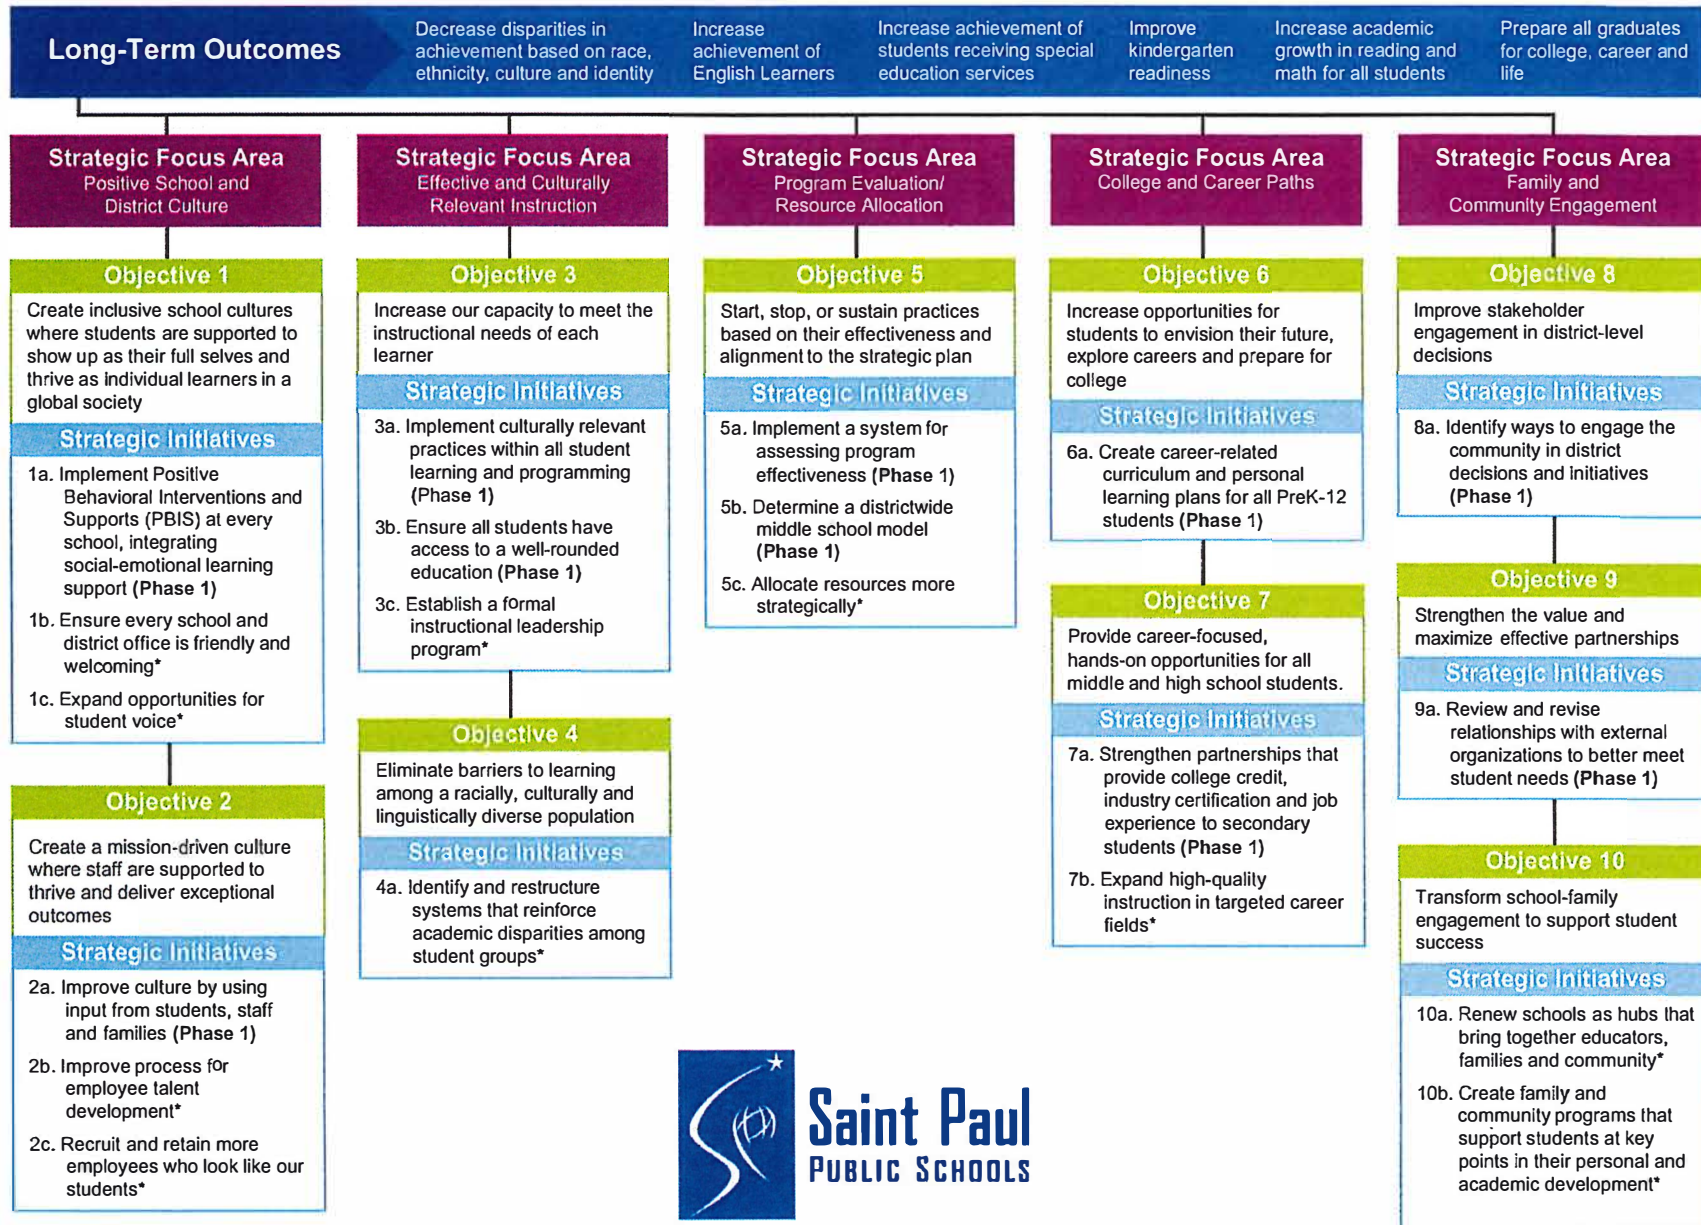 Long-Term Outcomes
Decrease disparities in
achievement based on race,
ethnicity, culture and identity
Increase
achievement of
English Learners
Increase achievement of
students receiving special
education services
Improve
kindergarten
readiness
Increase academic
growth in reading and
math for all students
Prepare all graduates
for college, career and
life
Strategic Focus Area
Positive School and
District Culture
Objective 1
Create inclusive school cultures
where students are supported to
show up as their full selves and
thrive as individual learners in a
global society
Strategic Initiatives
1a. Implement Positive
Behavioral Interventions and
Supports (PBIS) at every
school, integrating
social-emotional learning
support (Phase 1)
1b. Ensure every school and
district office is friendly and
welcoming*
1c. Expand opportunities for
student voice*
Objective 2
Create a mission-driven culture
where staff are supported to
thrive and deliver exceptional
outcomes
Strategic Initiatives
2a. Improve culture by using
input from students, staff
and families (Phase 1)
2b. Improve process for
employee talent
development*
2c. Recruit and retain more
employees who look like our
students*
Strategic Focus Area
Effective and Culturally
Relevant Instruction
Objective 3
Increase our capacity to meet the
instructional needs of each
learner
Strategic Initiatives
3a. Implement culturally relevant
practices within all student
learning and programming
(Phase 1)
3b. Ensure all students have
access to a well-rounded
education (Phase 1)
3c. Establish a formal
instructional leadership
program*
Objective 4
Eliminate barriers to learning
among a racially, culturally and
linguistically diverse population
Strategic Initiatives
4a. Identify and restructure
systems that reinforce
academic disparities among
student groups*
Strategic Focus Area
Program Evaluation/
Resource Allocation
Objective 5
Start, stop, or sustain practices
based on their effectiveness and
alignment to the strategic plan
Strategic Initiatives
5a. Implement a system for
assessing program
effectiveness (Phase 1)
5b. Determine a districtwide
middle school model
(Phase 1)
5c. Allocate resources more
strategically*
Strategic Focus Area
College and Career Paths
Objective 6
Increase opportunities for
students to envision their future,
explore careers and prepare for
college
Strategic Initiatives
6a. Create career-related
curriculum and personal
learning plans for all PreK-12
students (Phase 1)
Objective 7
Provide career-focused,
hands-on opportunities for all
middle and high school students.
Strategic Initiatives
7a. Strengthen partnerships that
provide college credit,
industry certification and job
experience to secondary
students (Phase 1)
7b. Expand high-quality
instruction in targeted career
fields*
Strategic Focus Area
Family and
Community Engagement
Objective 8
Improve stakeholder
engagement in district-level
decisions
Strategic Initiatives
8a. Identify ways to engage the
community in district
decisions and initiatives
(Phase 1)
Objective 9
Strengthen the value and
maximize effective partnerships
Strategic Initiatives
9a. Review and revise
relationships with external
organizations to better meet
student needs (Phase 1)
Objective 10
Transform school-family
engagement to support student
success
Strategic Initiatives
10a. Renew schools as hubs that
bring together educators,
families and community*
10b. Create family and
community programs that
support students at key
points in their personal and
academic development*
Saint Paul
PUBLIC SCHOOLS